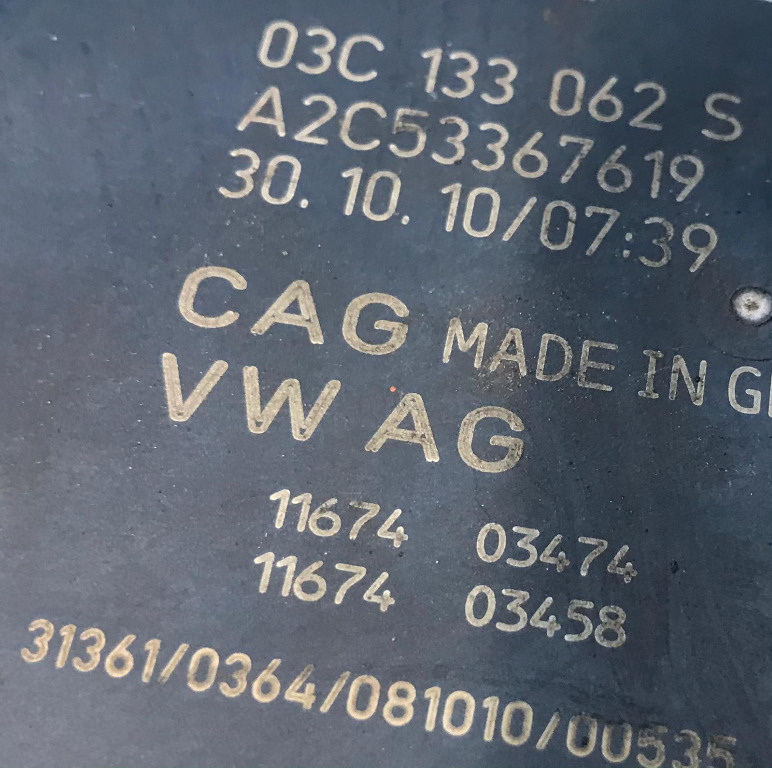 03C 133 062 S
A2C53367619
30. 10. 10/07:39
CAG MADE IN
VW AG
11674 03474
11674 03458
31361/0364/081010/00535